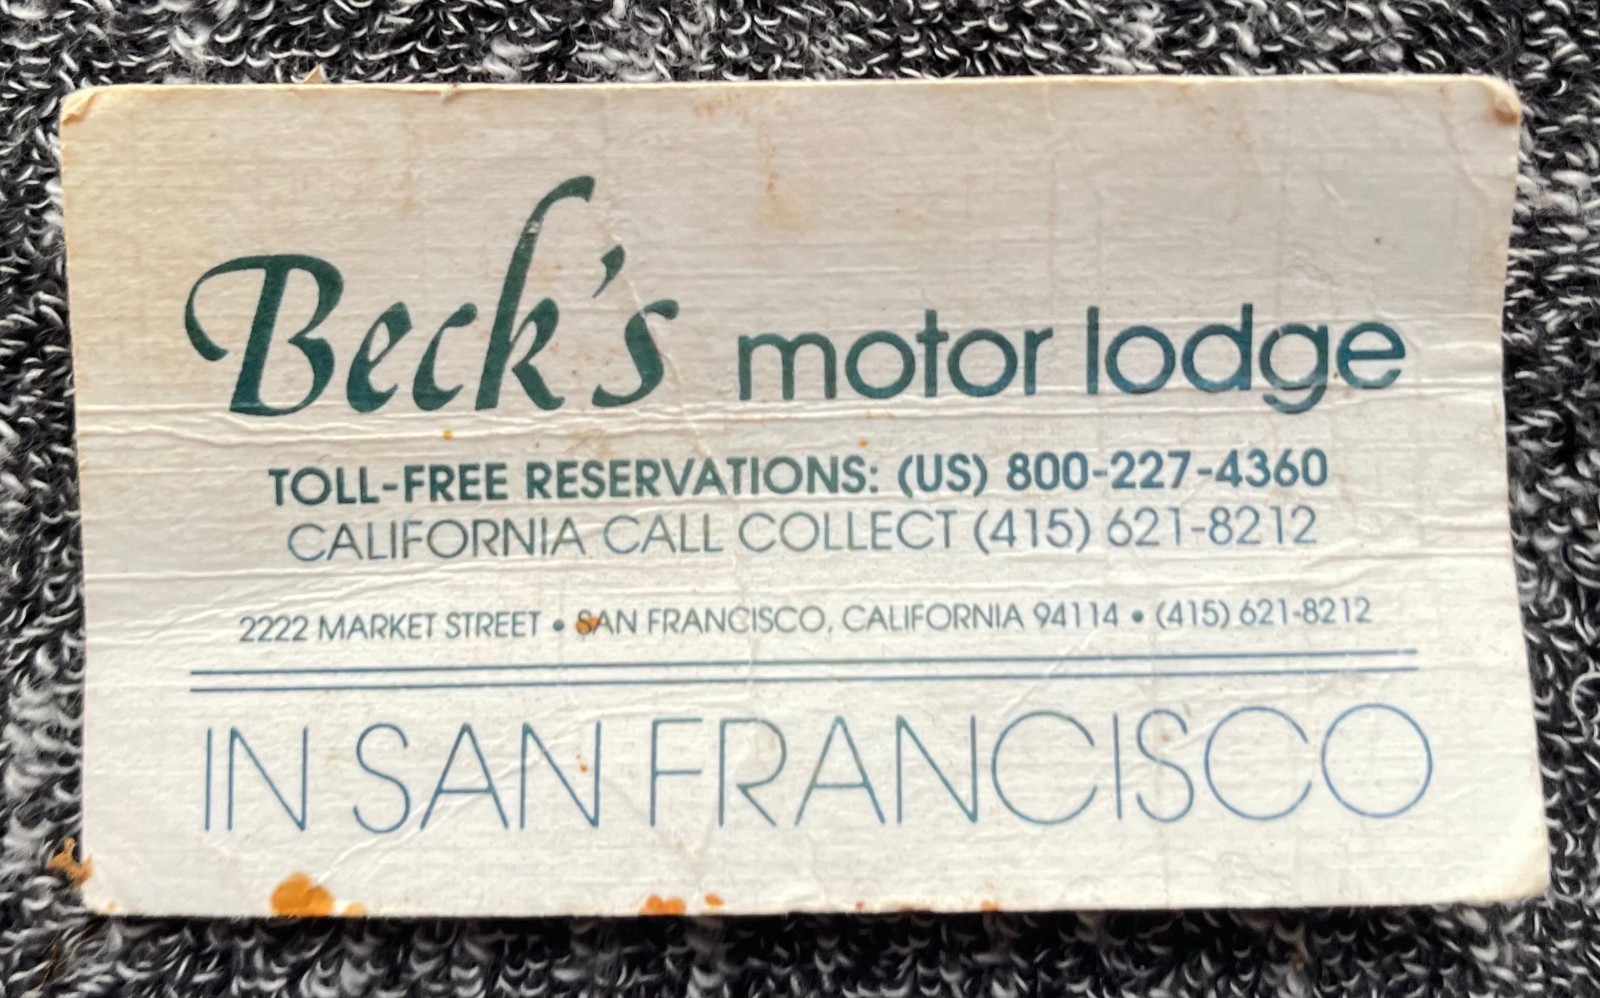 Beck's motor lodge
TOLL-FREE RESERVATIONS: (US) 800-227-4360
CALIFORNIA CALL COLLECT (415) 621-8212
2222 MARKET STREET • SAN FRANCISCO, CALIFORNIA 94114 • (415) 621-8212
IN SAN FRANCISCO